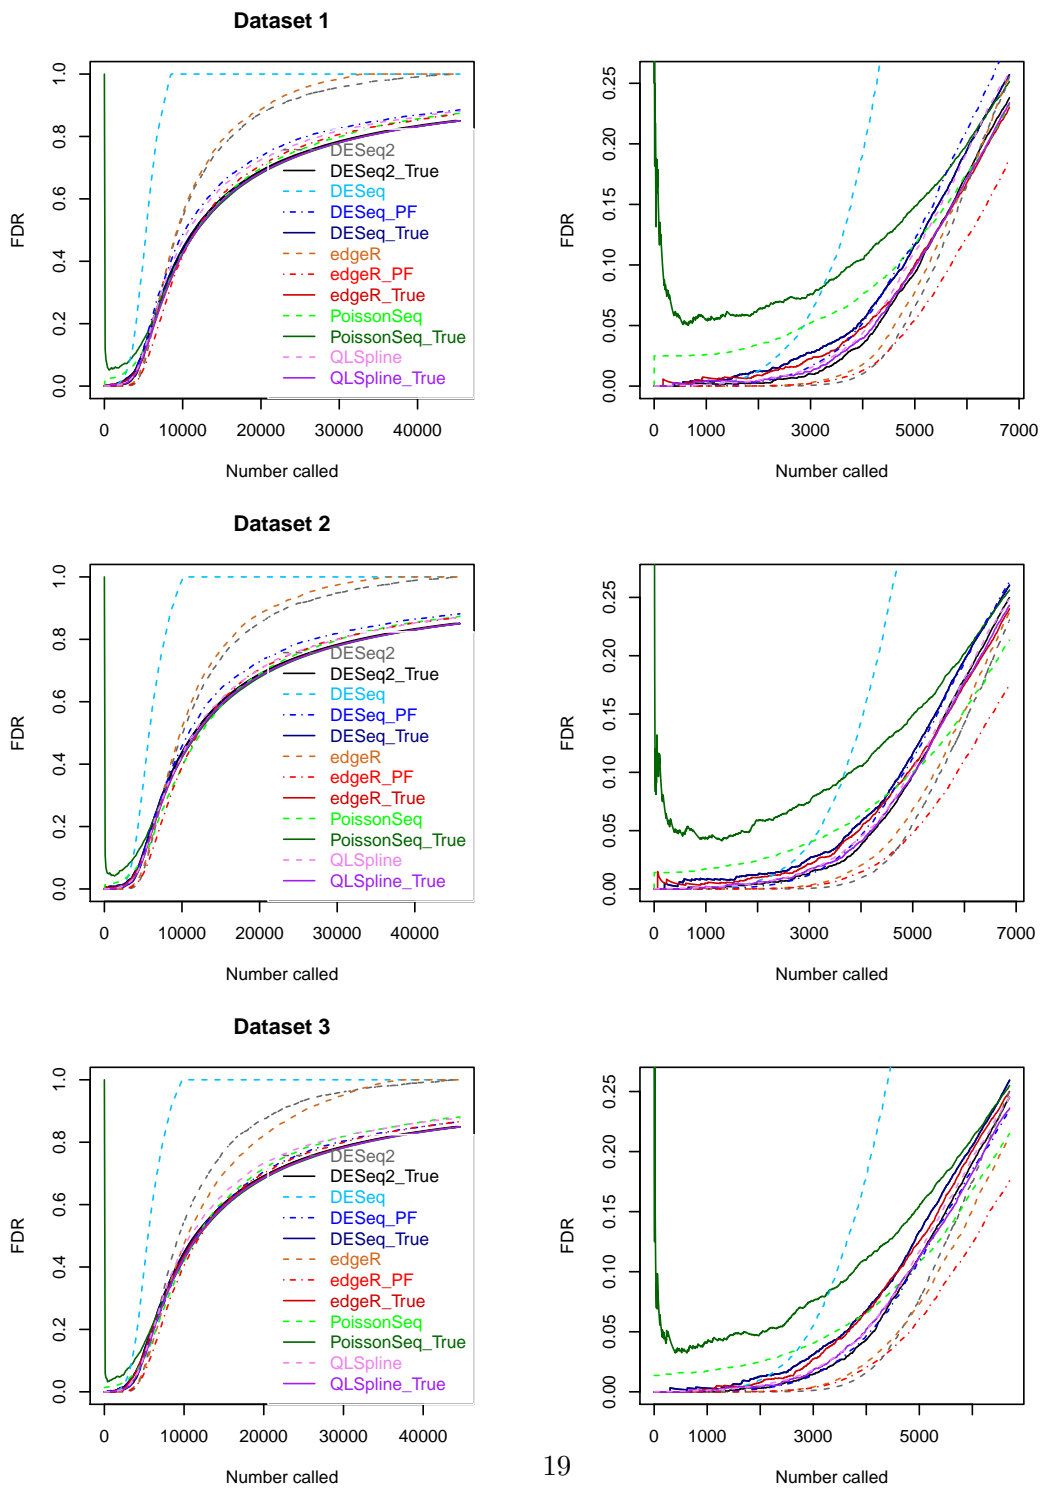 Dataset 1
FDR
0.0 0.2 0.4 0.6 0.8 1.0
DESeq2
DESeq2_True
DESeq
DESeq_PF
DESeq_True
edgeR
edgeR_PF
edgeR_True
PoissonSeq
PoissonSeq_True
QLSpline
QLSpline_True
0 10000 20000 30000 40000
Number called
FDR
0.00 0.05 0.10 0.15 0.20 0.25
0 1000 3000 5000 7000
Number called
Dataset 2
FDR
0.0 0.2 0.4 0.6 0.8 1.0
DESeq2
DESeq2_True
DESeq
DESeq_PF
DESeq_True
edgeR
edgeR_PF
edgeR_True
PoissonSeq
PoissonSeq_True
QLSpline
QLSpline_True
0 10000 20000 30000 40000
Number called
FDR
0.00 0.05 0.10 0.15 0.20 0.25
0 1000 3000 5000 7000
Number called
Dataset 3
FDR
0.0 0.2 0.4 0.6 0.8 1.0
DESeq2
DESeq2_True
DESeq
DESeq_PF
DESeq_True
edgeR
edgeR_PF
edgeR_True
PoissonSeq
PoissonSeq_True
QLSpline
QLSpline_True
0 10000 20000 30000 40000
Number called
FDR
0.00 0.05 0.10 0.15 0.20 0.25
0 1000 3000 5000
Number called
19